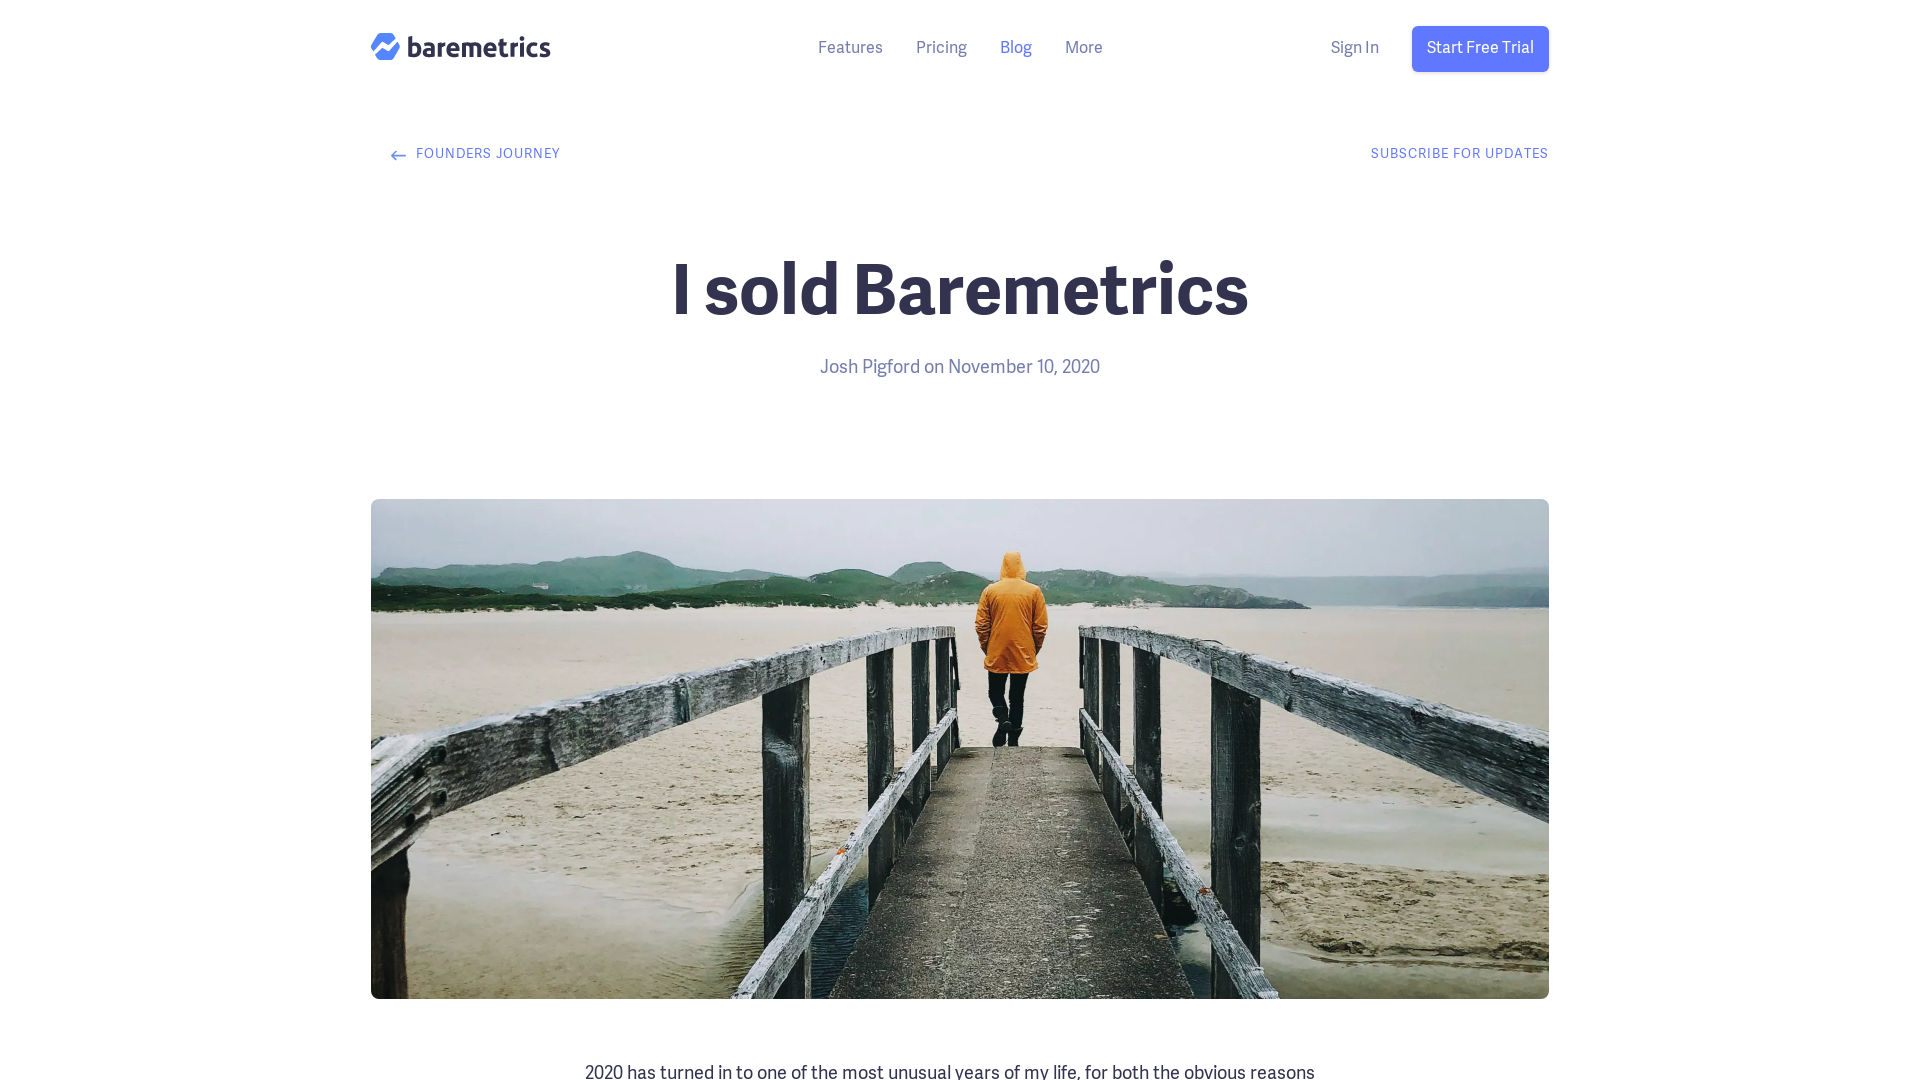 baremetrics
Features
Pricing
Blog
More
Sign In
Start Free Trial
← FOUNDERS JOURNEY
SUBSCRIBE FOR UPDATES
I sold Baremetrics
Josh Pigford on November 10, 2020
2020 has turned in to one of the most unusual years of my life, for both the obvious reasons